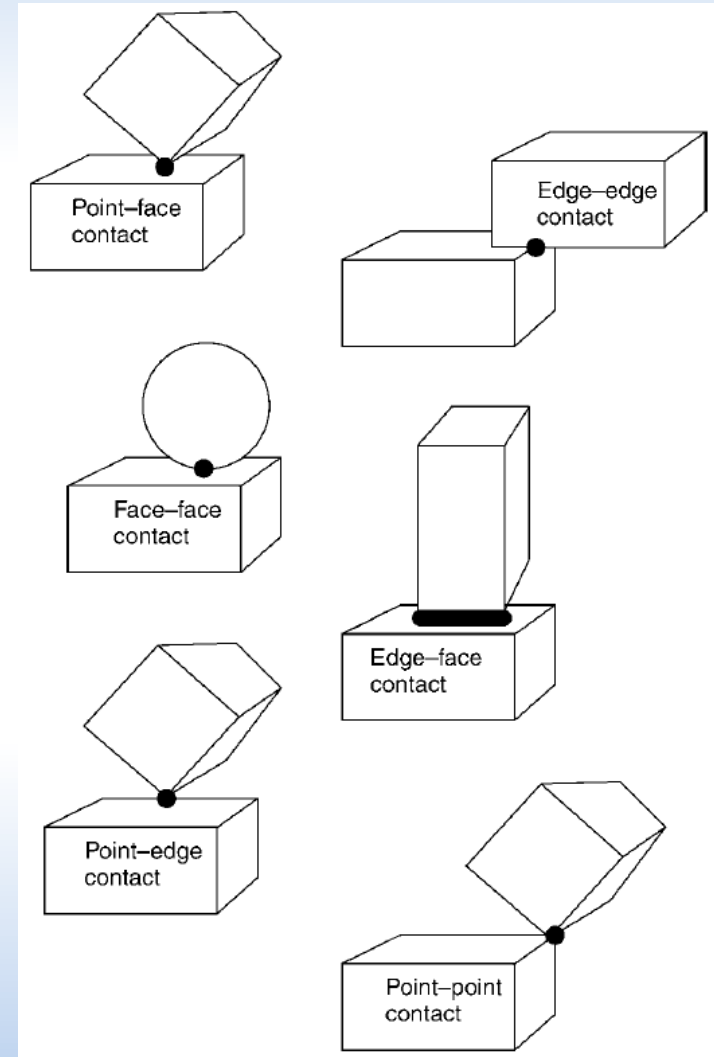 Point–face
contact
Edge–edge
contact
Face–face
contact
Edge–face
contact
Point–edge
contact
Point–point
contact